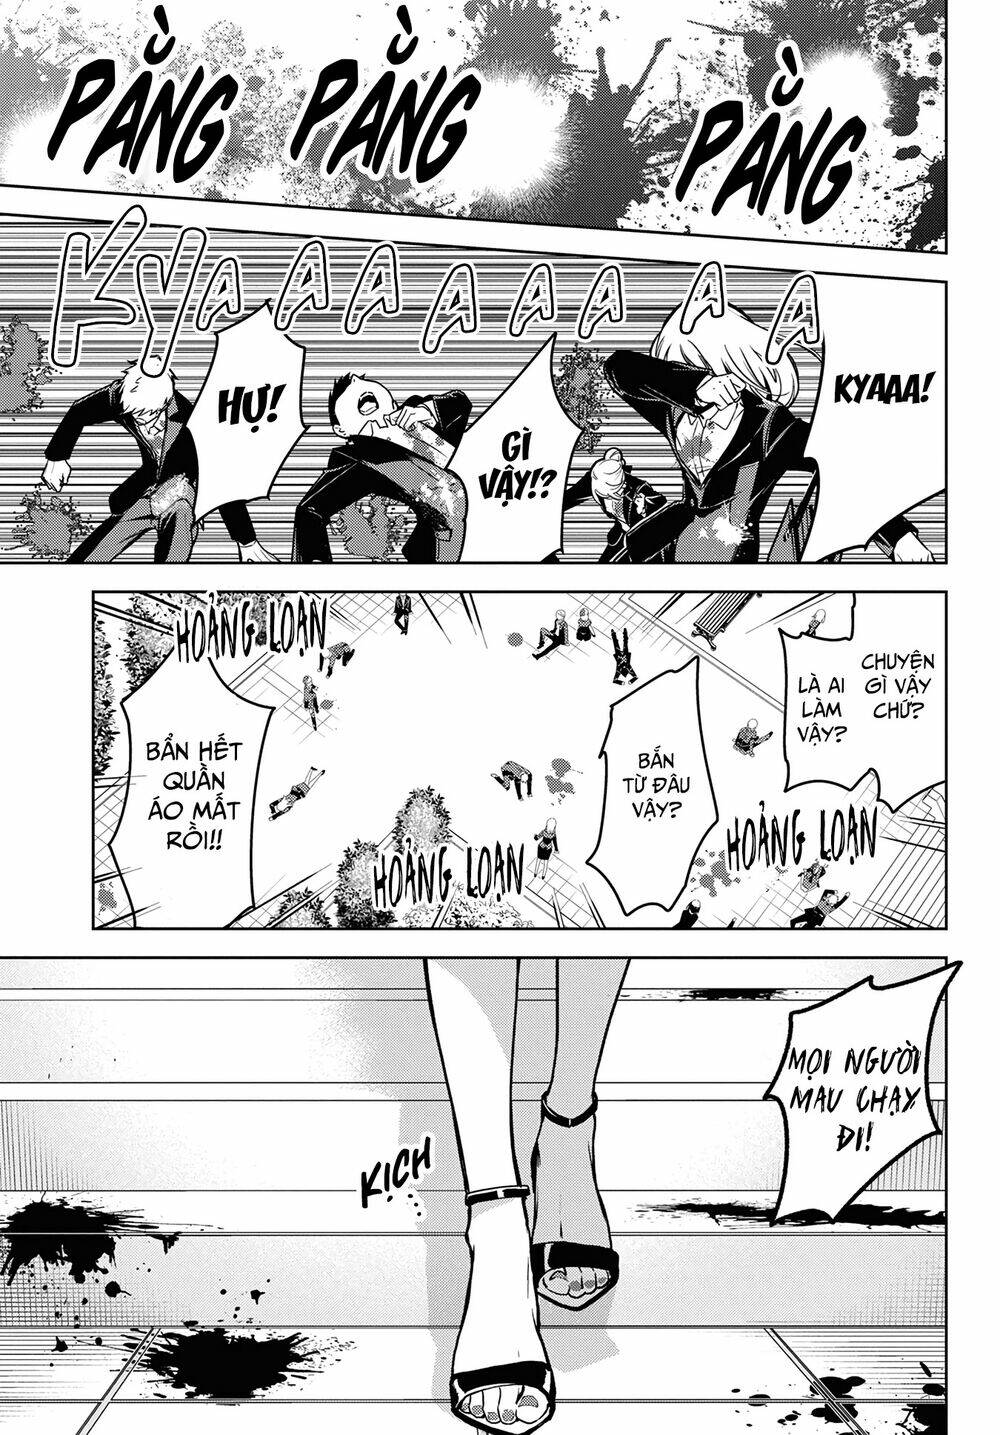 PẰNG
PẰNG
PẰNG
KYAAAAAAAA
HỰ!
GÌ
VẬY!?
KYAAA!
HOẢNG LOẠN
CHUYỆN
GÌ VẬY
CHỨ?
LÀ AI
LÀM
VẬY?
BẮN
TỪ ĐÂU
VẬY?
BẨN HẾT
QUẦN
ÁO MẤT
RỒI!!
HOẢNG LOẠN
HOẢNG LOẠN
MỌI NGƯỜI
MAU CHẠY
ĐI!
KỊCH